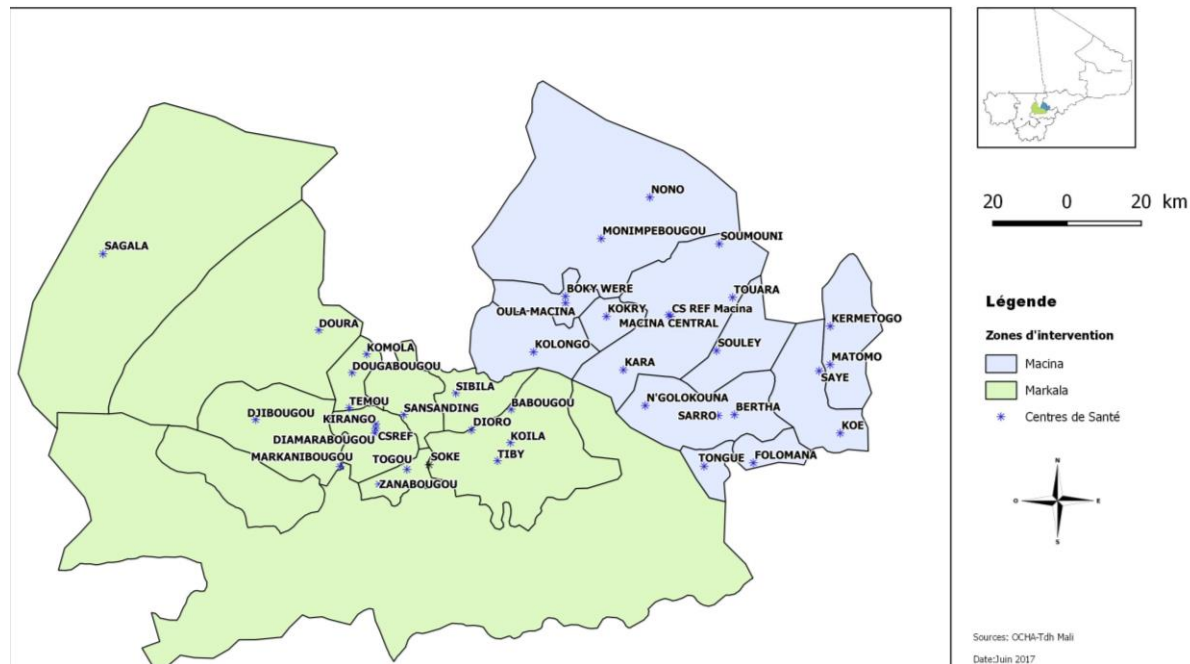 NONO
MONIMPEBOUGOU
SOUMOUNI
SAGALA
BOKY WERE
TOUARA
OULA-MACINA
KOKRY
CS REF Macina
MACINA CENTRAL
KERMETOGO
DOURA
KOMOLA
KOLONGO
SOULEY
DOUGABOUGOU
KARA
MATOMO
SAYE
SIBILA
TEMOU
BABOUGOU
N'GOLOKOUNA
DJIBOUGOU
SANSANDING
SARRO
BERTHA
KIRANGO
DIORO
DIAMARABOUGOU
CSREF
KOILA
KOE
MARKANIBOUGOU
TOGOU
SOKE
TIBY
TONGUE
FOLOMANA
ZANABOUGOU
20 0 20 km
Légende
Zones d'intervention
Macina
Markala
Centres de Santé
N
O E
S
Sources: OCHA-Tdh Mali
Date:Juin 2017